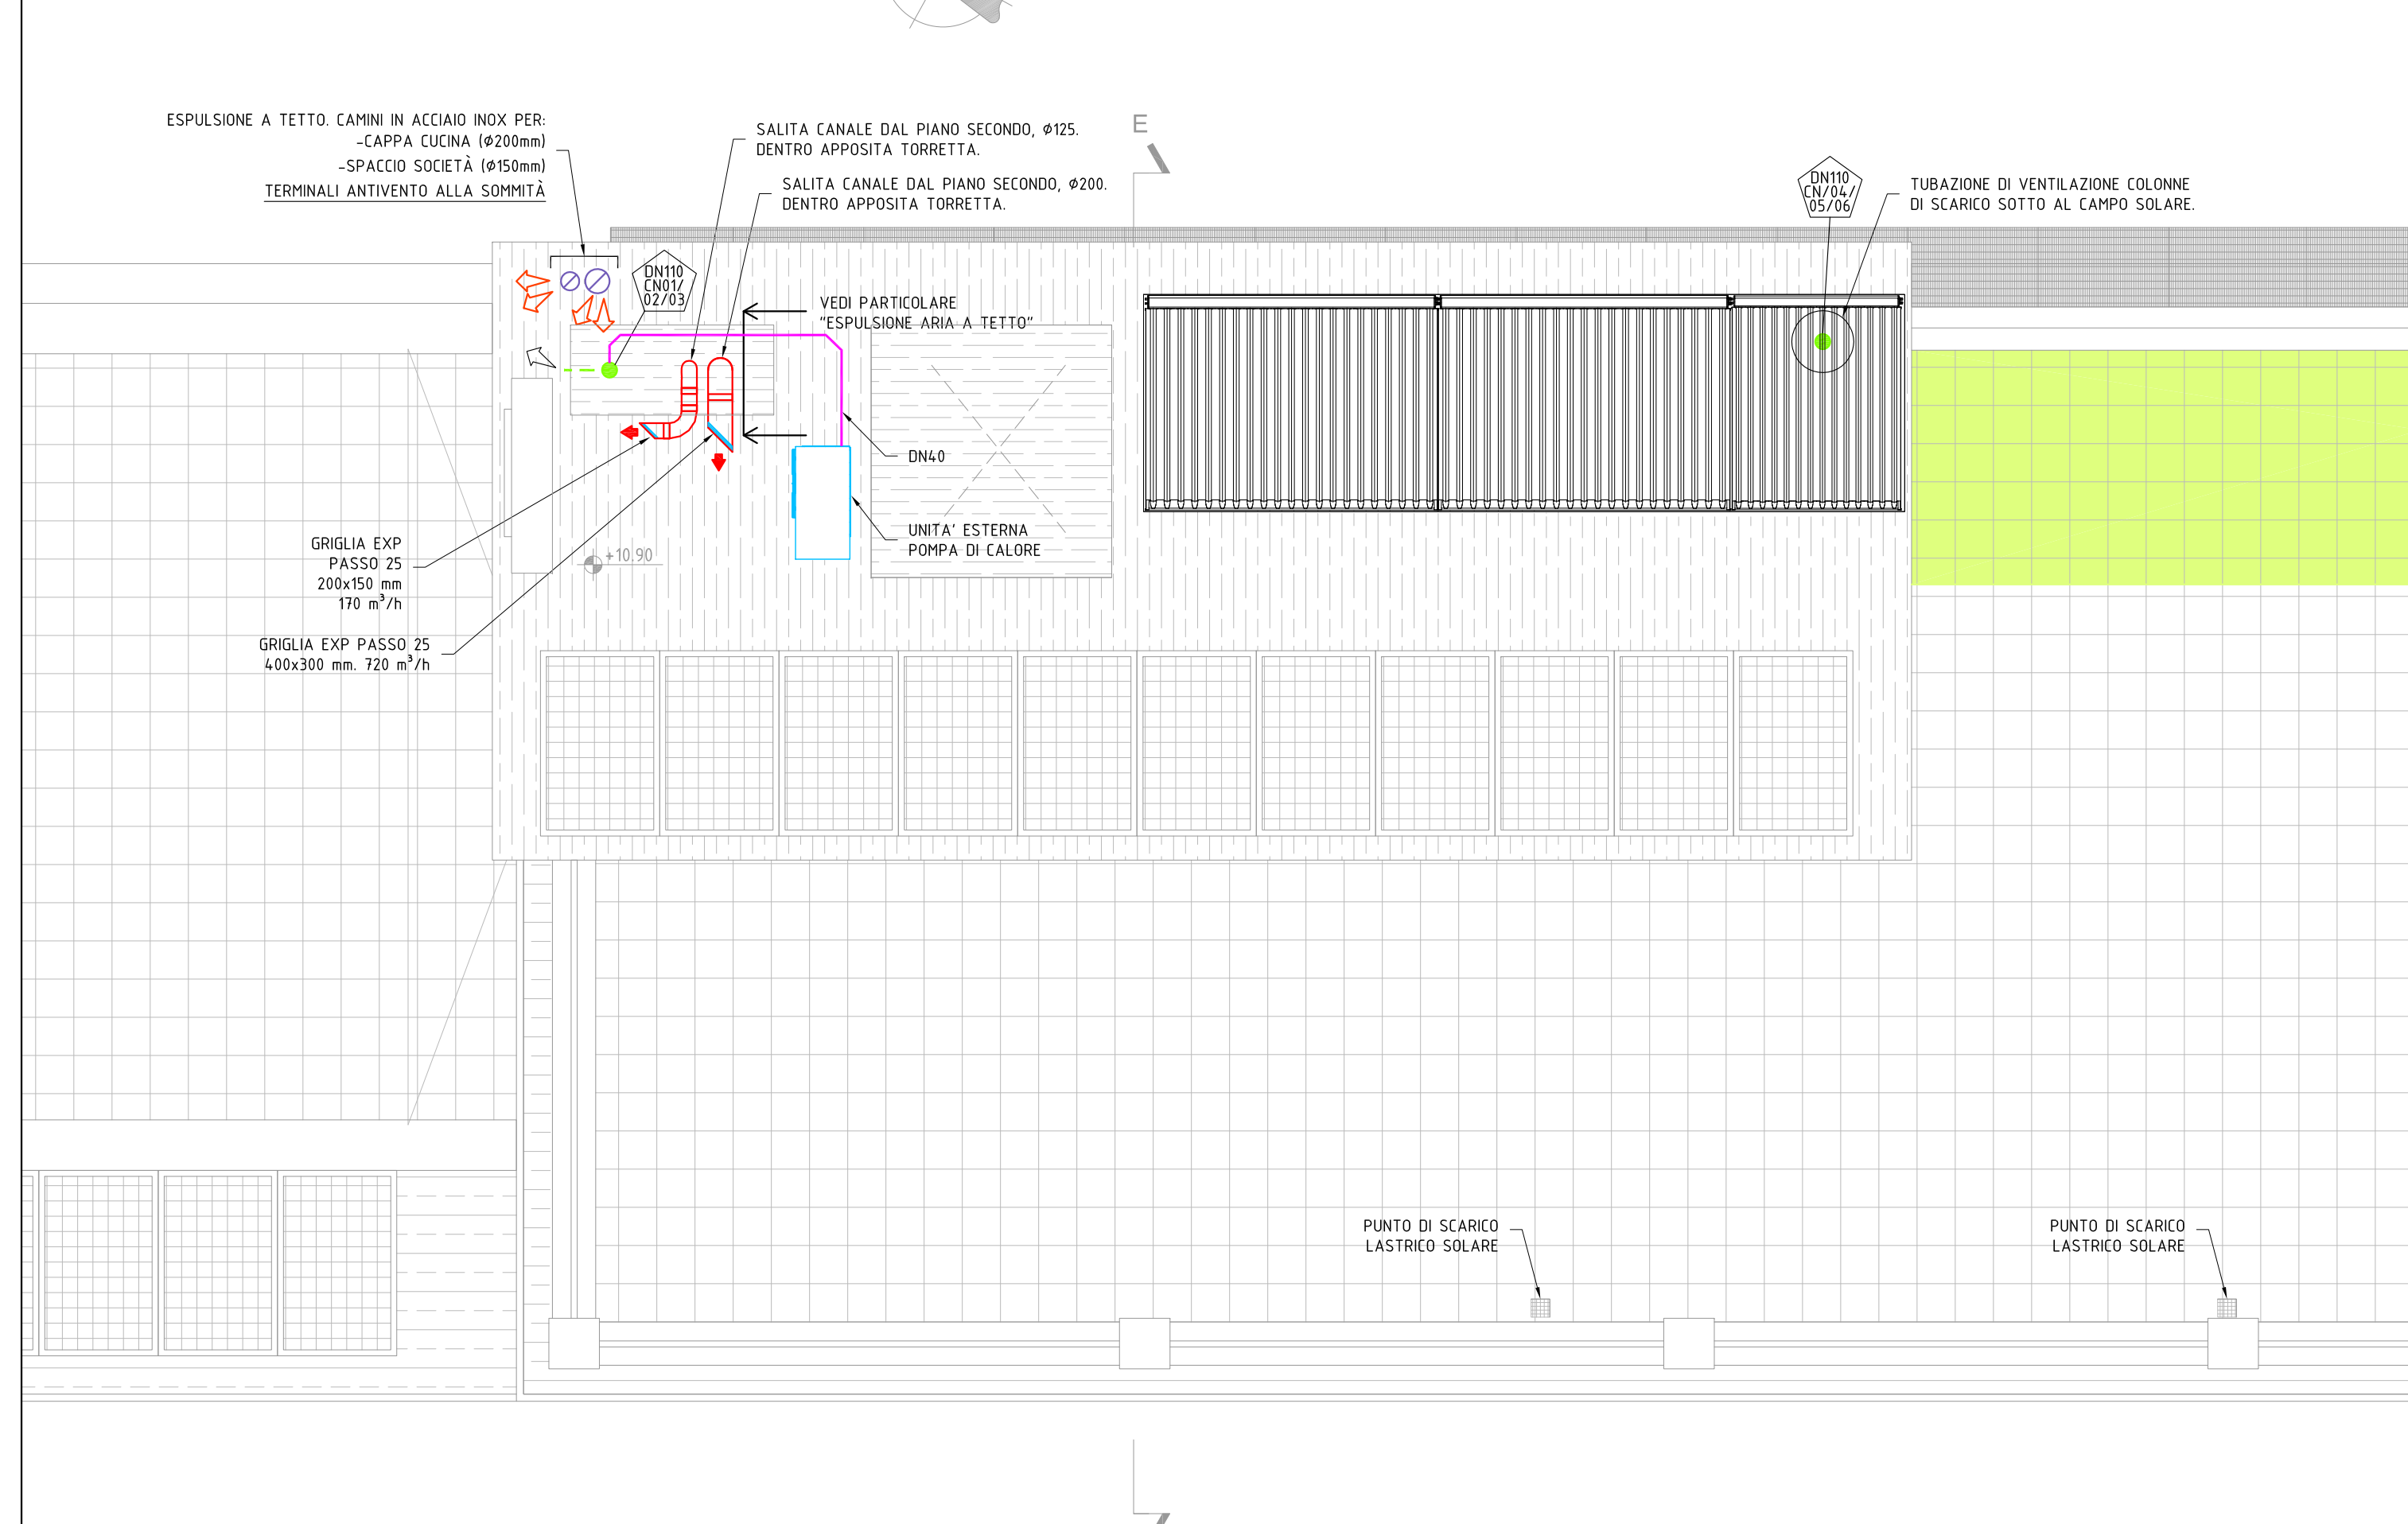 ESPULSIONE A TETTO. CAMINI IN ACCIAIO INOX PER:
-CAPPA CUCINA (Ø200mm)
-SPACCIO SOCIETÀ (Ø150mm)
TERMINALI ANTIVENTO ALLA SOMMITÀ
SALITA CANALE DAL PIANO SECONDO, Ø125.
DENTRO APPOSITA TORRETTA.
SALITA CANALE DAL PIANO SECONDO, Ø200.
DENTRO APPOSITA TORRETTA.
E
DN110
CN/04/
05/06
TUBAZIONE DI VENTILAZIONE COLONNE
DI SCARICO SOTTO AL CAMPO SOLARE.
DN110
CN01/
02/03
VEDI PARTICOLARE
"ESPULSIONE ARIA A TETTO"
DN40
UNITA' ESTERNA
POMPA DI CALORE
+10.90
GRIGLIA EXP
PASSO 25
200x150 mm
170 m³/h
GRIGLIA EXP PASSO 25
400x300 mm. 720 m³/h
PUNTO DI SCARICO
LASTRICO SOLARE
PUNTO DI SCARICO
LASTRICO SOLARE